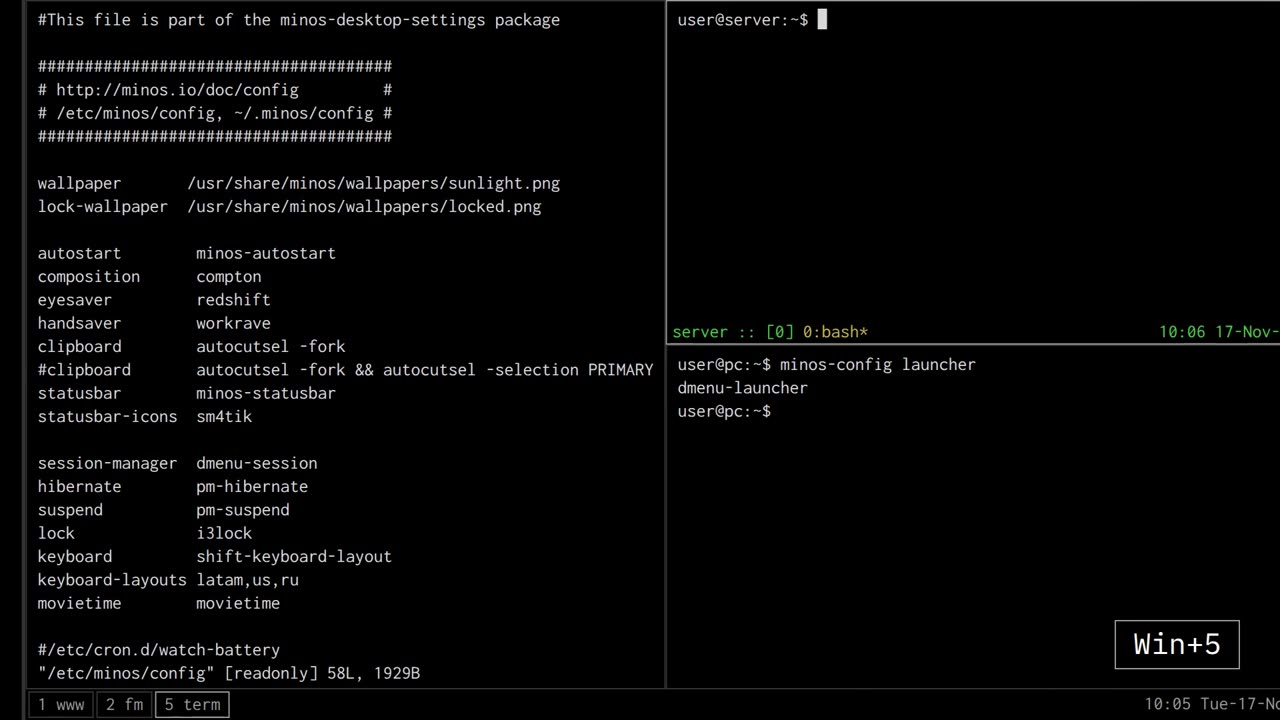 #This file is part of the minos-desktop-settings package
######################################
# http://minos.io/doc/config         #
# /etc/minos/config, ~/.minos/config #
######################################
wallpaper       /usr/share/minos/wallpapers/sunlight.png
lock-wallpaper  /usr/share/minos/wallpapers/locked.png
autostart        minos-autostart
composition      compton
eyesaver         redshift
handsaver        workrave
clipboard        autocutsel -fork
#clipboard       autocutsel -fork && autocutsel -selection PRIMARY
statusbar        minos-statusbar
statusbar-icons  sm4tik
session-manager  dmenu-session
hibernate        pm-hibernate
suspend          pm-suspend
lock             i3lock
keyboard         shift-keyboard-layout
keyboard-layouts latam,us,ru
movietime        movietime
#/etc/cron.d/watch-battery
"/etc/minos/config" [readonly] 58L, 1929B
user@server:~$
server :: [0] 0:bash* 10:06 17-Nov-
user@pc:~$ minos-config launcher
dmenu-launcher
user@pc:~$
Win+5
1 www 2 fm 5 term 10:05 Tue-17-No